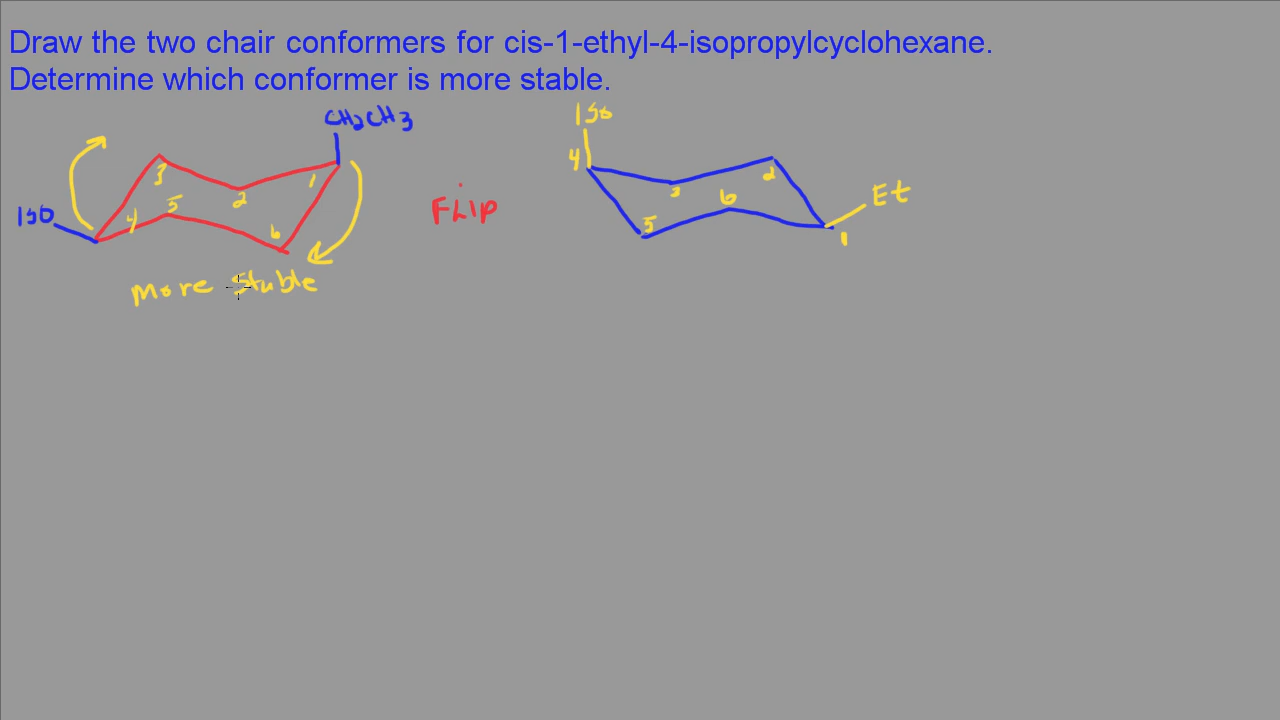 Draw the two chair conformers for cis-1-ethyl-4-isopropylcyclohexane.
Determine which conformer is more stable.
CH2CH3
3
5
4
2
1
6
Iso
FLip
More Stable
Iso
4
3
2
6
5
1
Et